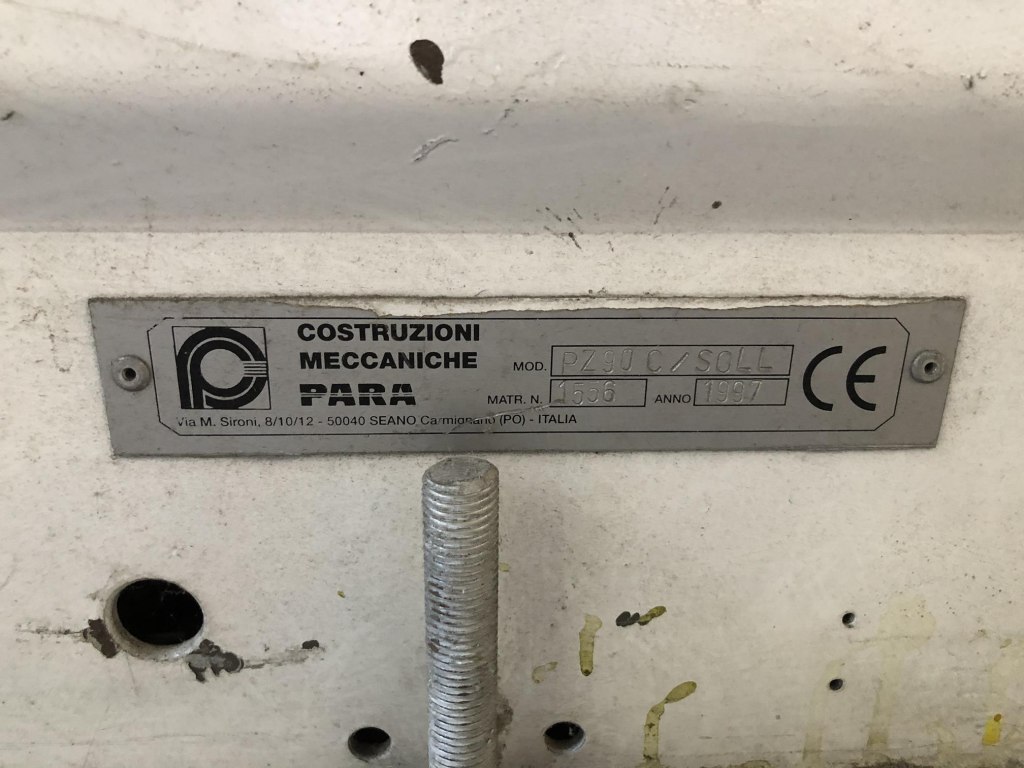 COSTRUZIONI
MECCANICHE
PARA
MOD. PZ90 C/SOLL
MATR. N. 1556 ANNO 1997
CE
Via M. Sironi, 8/10/12 - 50040 SEANO Carmignano (PO) - ITALIA